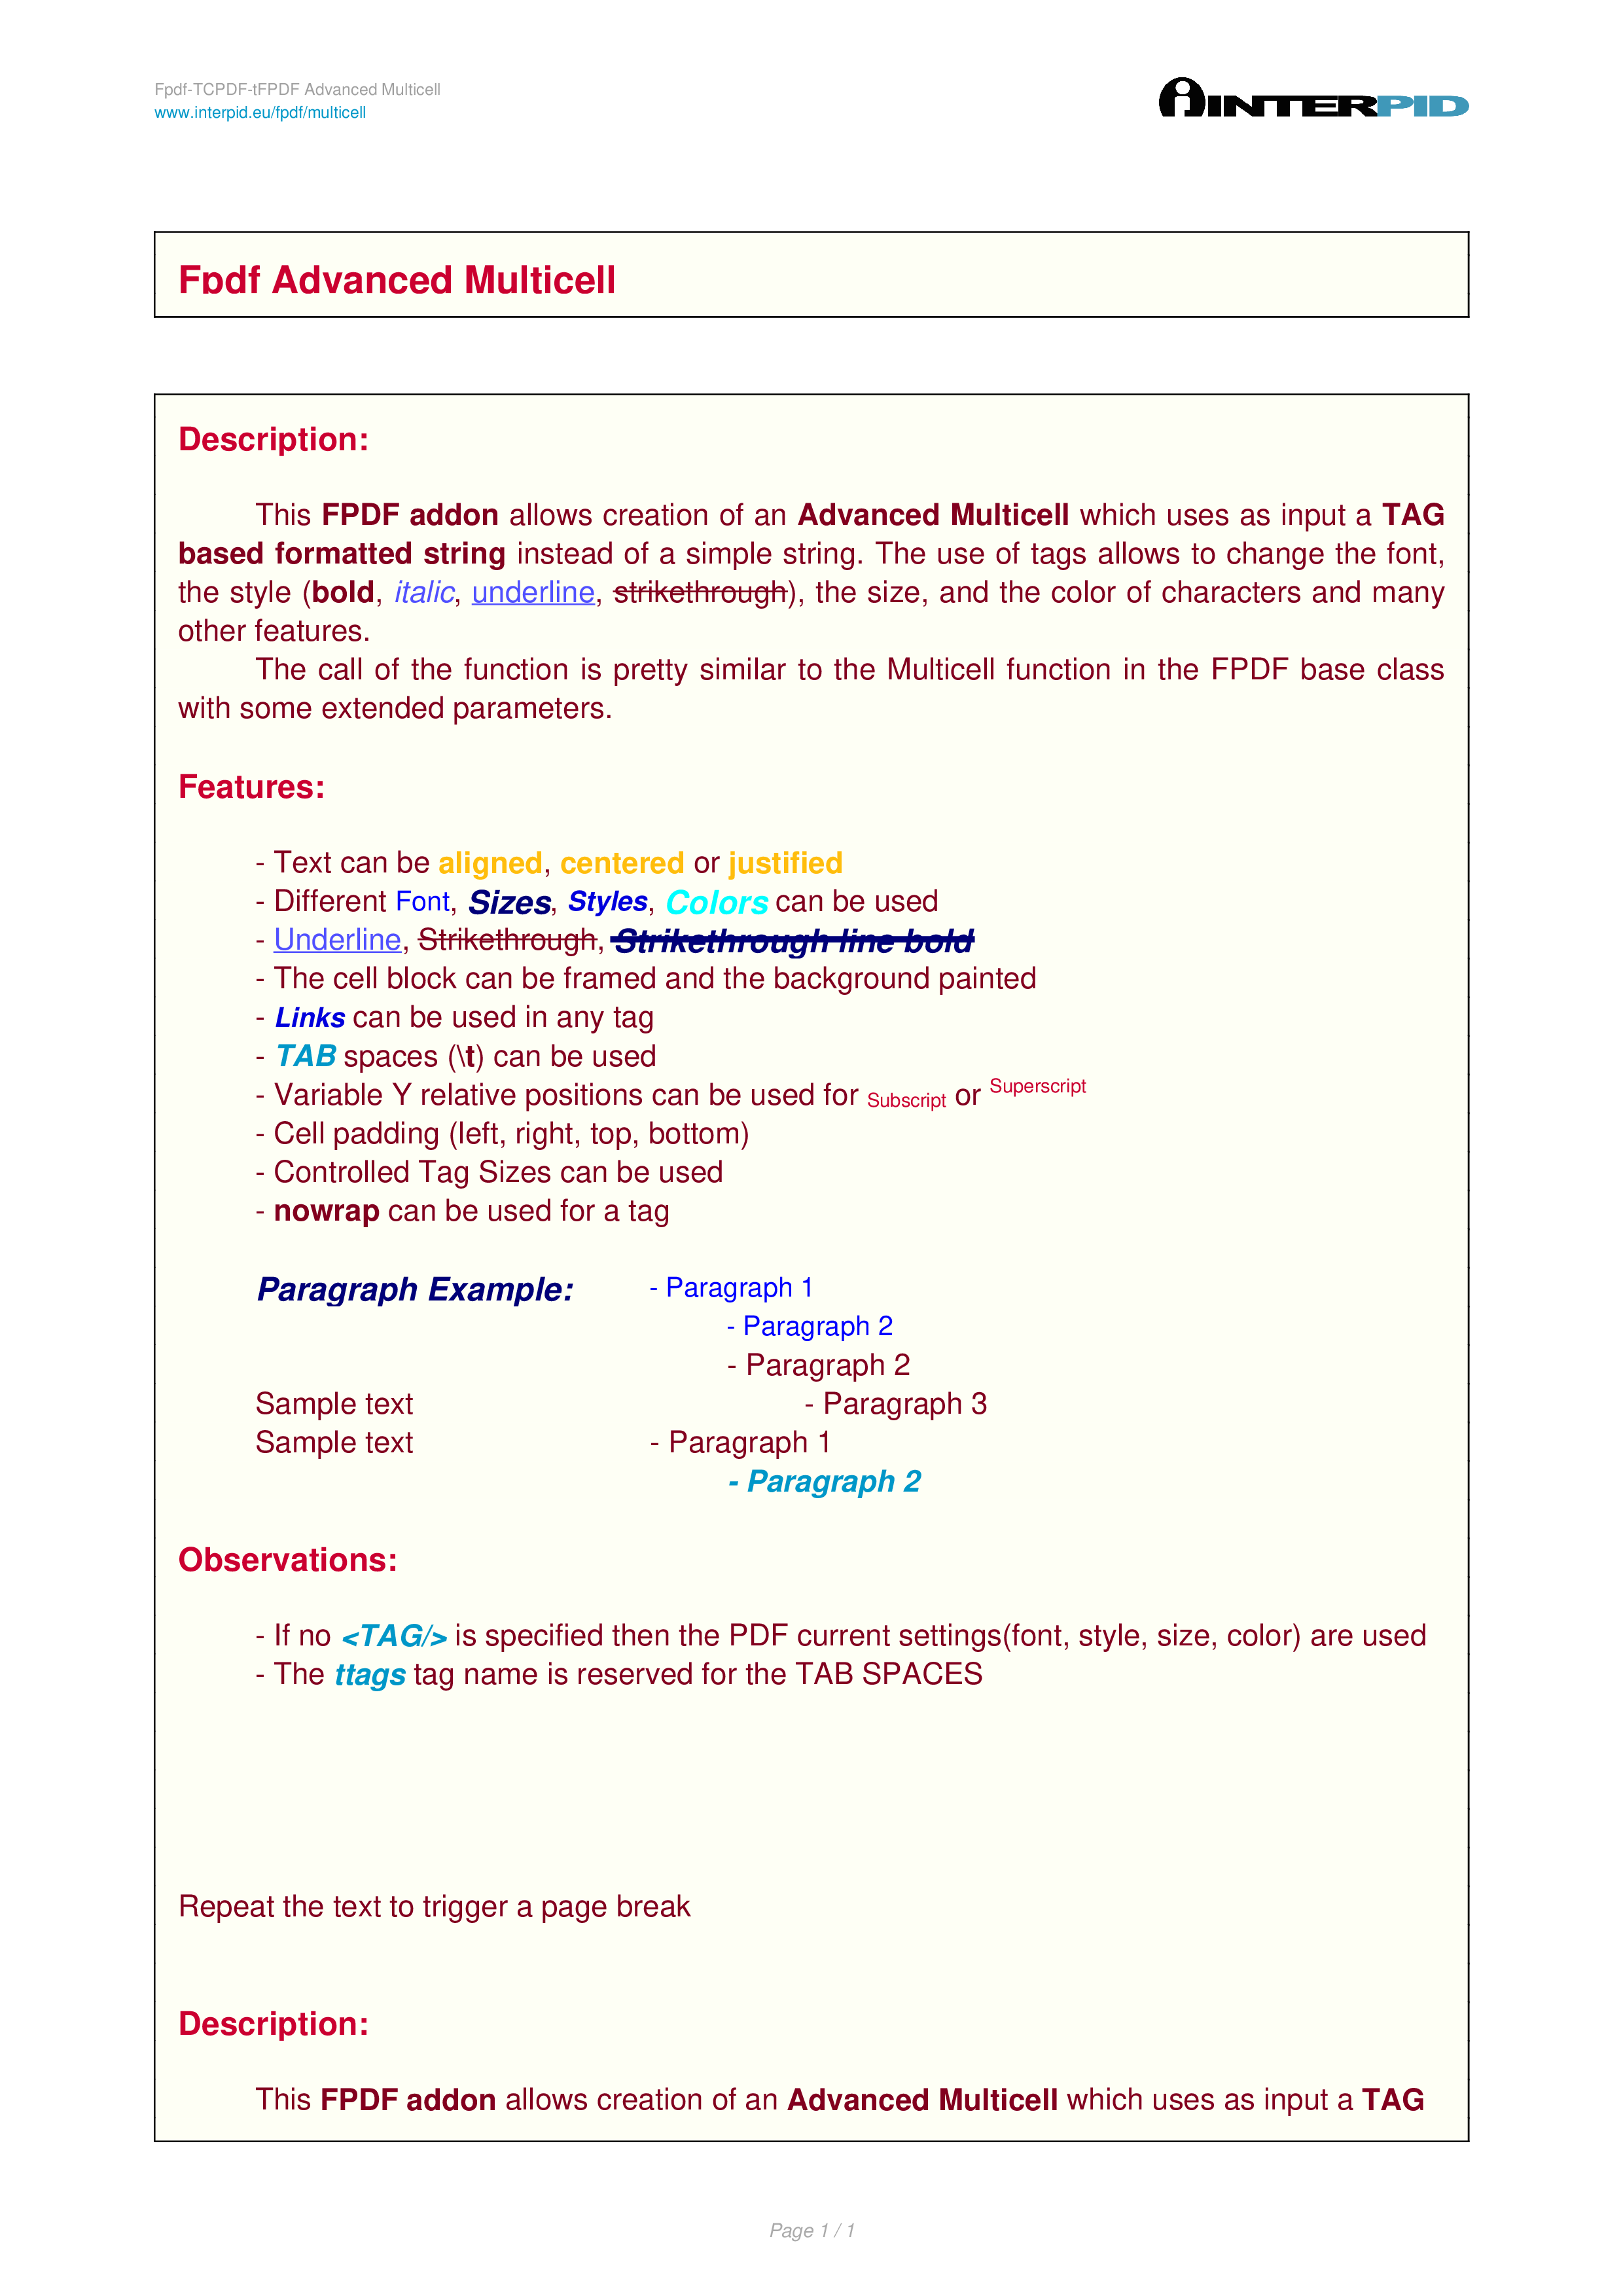 Fpdf-TCPDF-tFPDF Advanced Multicell
www.interpid.eu/fpdf/multicell
INTERPID
Fpdf Advanced Multicell
Description:
This FPDF addon allows creation of an Advanced Multicell which uses as input a TAG
based formatted string instead of a simple string. The use of tags allows to change the font,
the style (bold, italic, underline, strikethrough), the size, and the color of characters and many
other features.
The call of the function is pretty similar to the Multicell function in the FPDF base class
with some extended parameters.
Features:
- Text can be aligned, centered or justified
- Different Font, Sizes, Styles, Colors can be used
- Underline, Strikethrough, Strikethrough line bold
- The cell block can be framed and the background painted
- Links can be used in any tag
- TAB spaces (\t) can be used
- Variable Y relative positions can be used for Subscript or Superscript
- Cell padding (left, right, top, bottom)
- Controlled Tag Sizes can be used
- nowrap can be used for a tag
Paragraph Example: - Paragraph 1
- Paragraph 2
- Paragraph 2
Sample text - Paragraph 3
Sample text - Paragraph 1
- Paragraph 2
Observations:
- If no <TAG/> is specified then the PDF current settings(font, style, size, color) are used
- The ttags tag name is reserved for the TAB SPACES
Repeat the text to trigger a page break
Description:
This FPDF addon allows creation of an Advanced Multicell which uses as input a TAG
Page 1 / 1